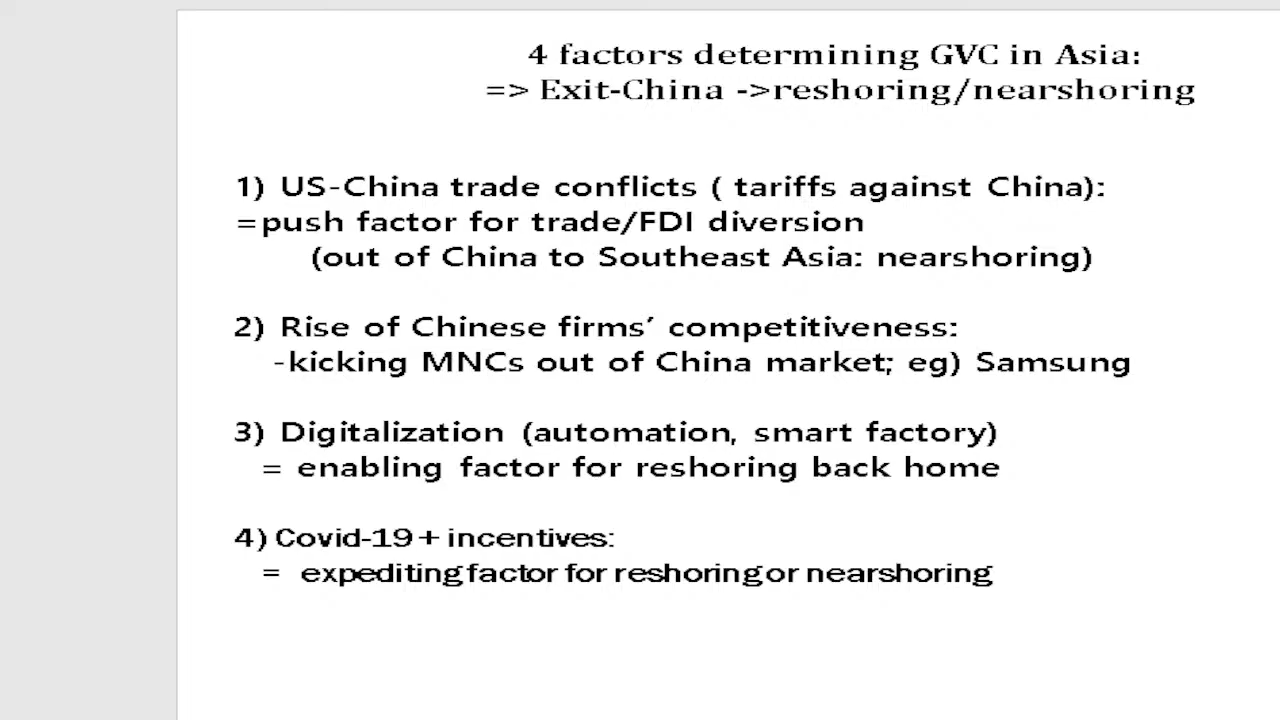 4 factors determining GVC in Asia:
=> Exit-China ->reshoring/nearshoring
1) US-China trade conflicts ( tariffs against China):
=push factor for trade/FDI diversion
(out of China to Southeast Asia: nearshoring)
2) Rise of Chinese firms’ competitiveness:
-kicking MNCs out of China market; eg) Samsung
3) Digitalization (automation, smart factory)
= enabling factor for reshoring back home
4) Covid-19 + incentives:
= expediting factor for reshoring or nearshoring